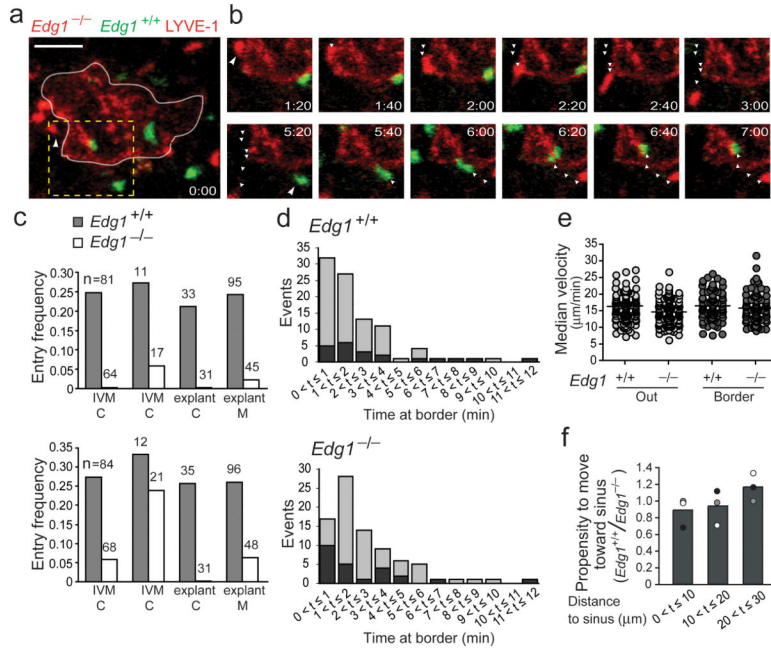 a
Edg1−/− Edg1+/+ LYVE-1
0:00
b
1:20 1:40 2:00 2:20 2:40 3:00
5:20 5:40 6:00 6:20 6:40 7:00
c
Edg1+/+
Edg1−/−
Entry frequency
0.30
0.20
0.10
0.05
0
n=81 64 11 17 33 31 95 45
IVM IVM explant explant
C C C M
Entry frequency
0.35
0.25
0.15
0.05
0
n=84 68 12 21 35 31 96 48
IVM IVM explant explant
C C C M
d
Edg1+/+
Events
35
30
25
20
15
10
5
0
0 < t ≤ 1
1 < t ≤ 2
2 < t ≤ 3
3 < t ≤ 4
4 < t ≤ 5
5 < t ≤ 6
6 < t ≤ 7
7 < t ≤ 8
8 < t ≤ 9
9 < t ≤ 10
10 < t ≤ 11
11 < t ≤ 12
Time at border (min)
Edg1−/−
Events
35
30
25
20
15
10
5
0
0 < t ≤ 1
1 < t ≤ 2
2 < t ≤ 3
3 < t ≤ 4
4 < t ≤ 5
5 < t ≤ 6
6 < t ≤ 7
7 < t ≤ 8
8 < t ≤ 9
9 < t ≤ 10
10 < t ≤ 11
11 < t ≤ 12
Time at border (min)
e
Median velocity
(μm/min)
35
30
25
20
15
10
5
0
Edg1 +/+ −/− +/+ −/−
Out Border
f
Propensity to move
toward sinus
(Edg1+/+/Edg1−/−)
1.4
1.2
1.0
0.8
0.6
0.4
0.2
0
Distance
to sinus (μm)
0 < t ≤ 10
10 < t ≤ 20
20 < t ≤ 30